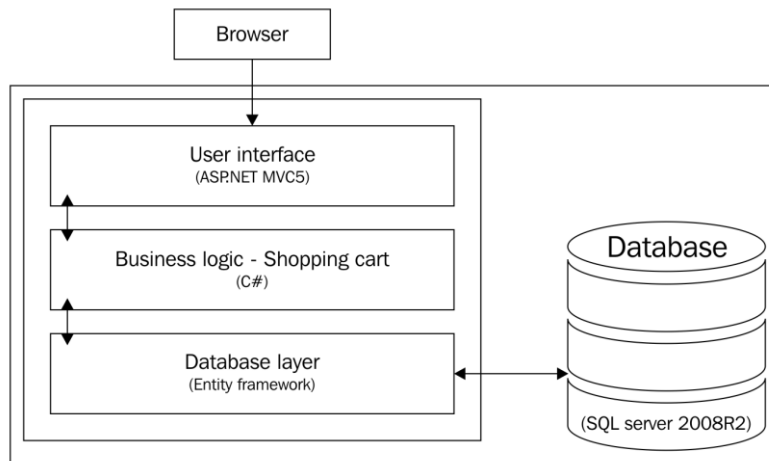 Browser
User interface
(ASP.NET MVC5)
Business logic - Shopping cart
(C#)
Database layer
(Entity framework)
Database
(SQL server 2008R2)